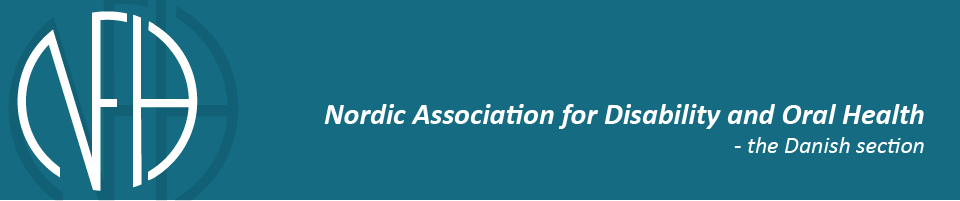 NFH
Nordic Association for Disability and Oral Health
- the Danish section